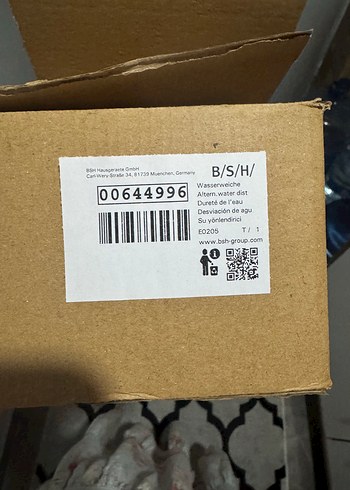 BSH Hausgeräte GmbH
Carl-Wery-Straße 34, 81739 Muenchen, Germany
B/S/H/
00644996
Wasserweiche
Altern.water dist
Dureté de l'eau
Desviación de agu
Su yönlendirici
E0205 T/ 1
www.bsh-group.com